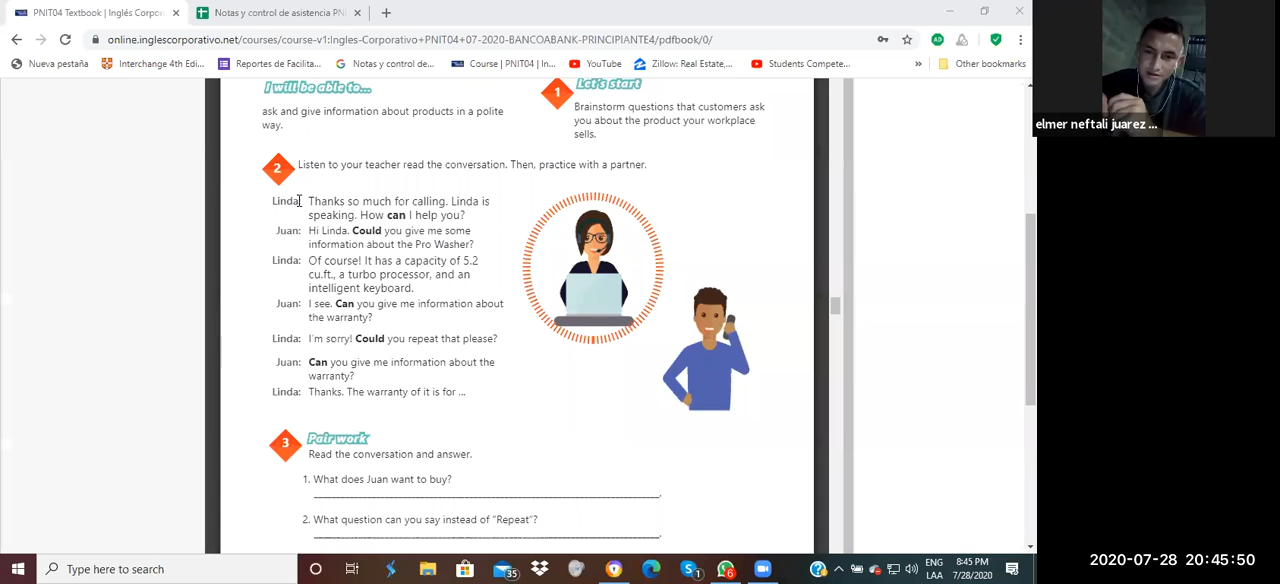 PNIT04 Textbook | Inglés Corpor
Notas y control de asistencia PN
online.inglescorporativo.net/courses/course-v1:Ingles-Corporativo+PNIT04+07-2020-BANCOABANK-PRINCIPIANTE4/pdfbook/0/
Nueva pestaña
Interchange 4th Edi...
Reportes de Facilita...
Notas y control de...
Course | PNIT04 | In...
YouTube
Zillow: Real Estate,...
Students Compete...
»
Other bookmarks
I will be able to...
ask and give information about products in a polite
way.
1
Let's start
Brainstorm questions that customers ask
you about the product your workplace
sells.
2
Listen to your teacher read the conversation. Then, practice with a partner.
Linda: Thanks so much for calling. Linda is
speaking. How can I help you?
Juan: Hi Linda. Could you give me some
information about the Pro Washer?
Linda: Of course! It has a capacity of 5.2
cu.ft., a turbo processor, and an
intelligent keyboard.
Juan: I see. Can you give me information about
the warranty?
Linda: I'm sorry! Could you repeat that please?
Juan: Can you give me information about the
warranty?
Linda: Thanks. The warranty of it is for ...
3
Pair work
Read the conversation and answer.
1. What does Juan want to buy?
2. What question can you say instead of "Repeat"?
elmer neftali juarez ...
Type here to search
35
1
6
ENG
LAA
8:45 PM
7/28/2020
2020-07-28 20:45:50